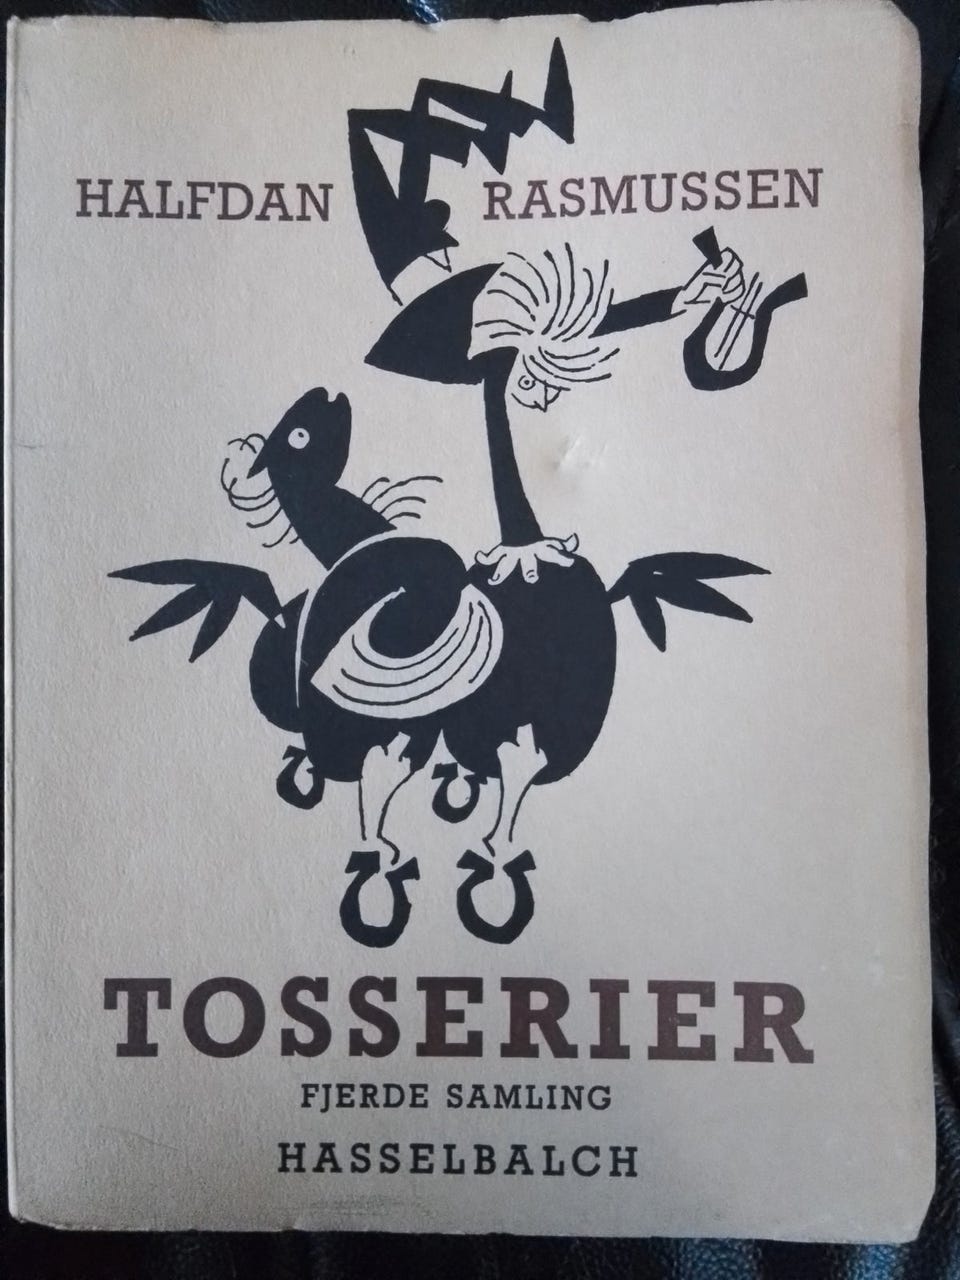 HALFDAN RASMUSSEN
TOSSERIER
FJERDE SAMLING
HASSELBALCH